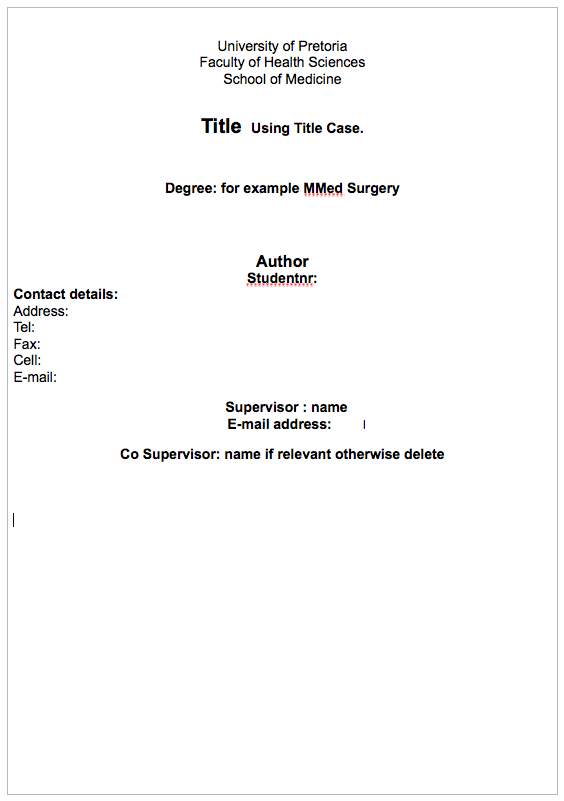 University of Pretoria
Faculty of Health Sciences
School of Medicine
Title Using Title Case.
Degree: for example MMed Surgery
Author
Studentnr:
Contact details:
Address:
Tel:
Fax:
Cell:
E-mail:
Supervisor : name
E-mail address:
Co Supervisor: name if relevant otherwise delete